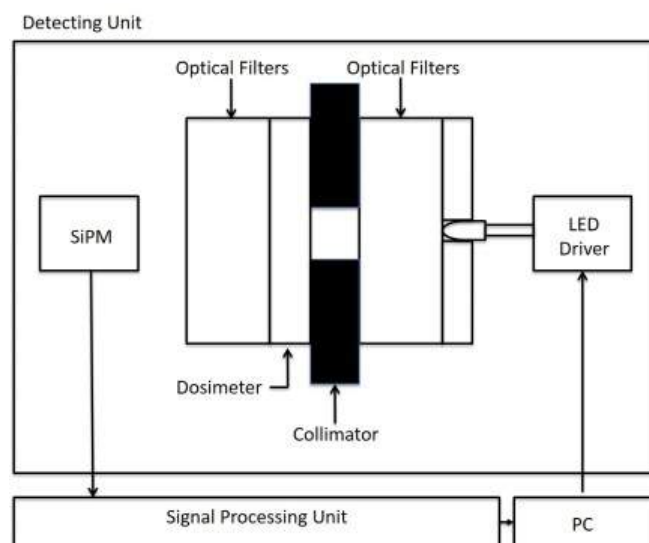 Detecting Unit
Optical Filters
Optical Filters
SiPM
LED
Driver
Dosimeter
Collimator
Signal Processing Unit
PC